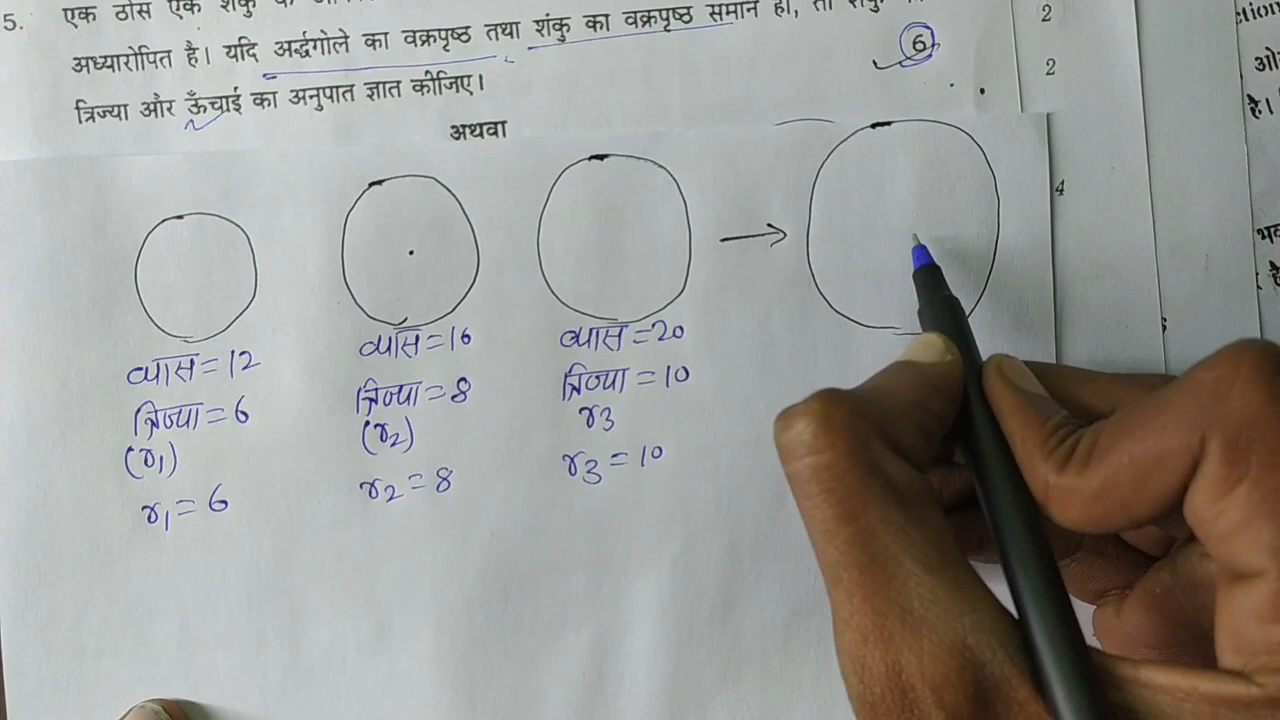 5. एक ठोस एक शंकु के
अध्यारोपित है। यदि अर्द्धगोले का वक्रपृष्ठ तथा शंकु का वक्रपृष्ठ समान हो, तो
त्रिज्या और ऊँचाई का अनुपात ज्ञात कीजिए।
6
2
2
अथवा
4
व्यास=12
त्रिज्या=6
(r1)
r1=6
व्यास=16
त्रिज्या=8
(r2)
r2=8
व्यास=20
त्रिज्या=10
r3
r3=10
है।